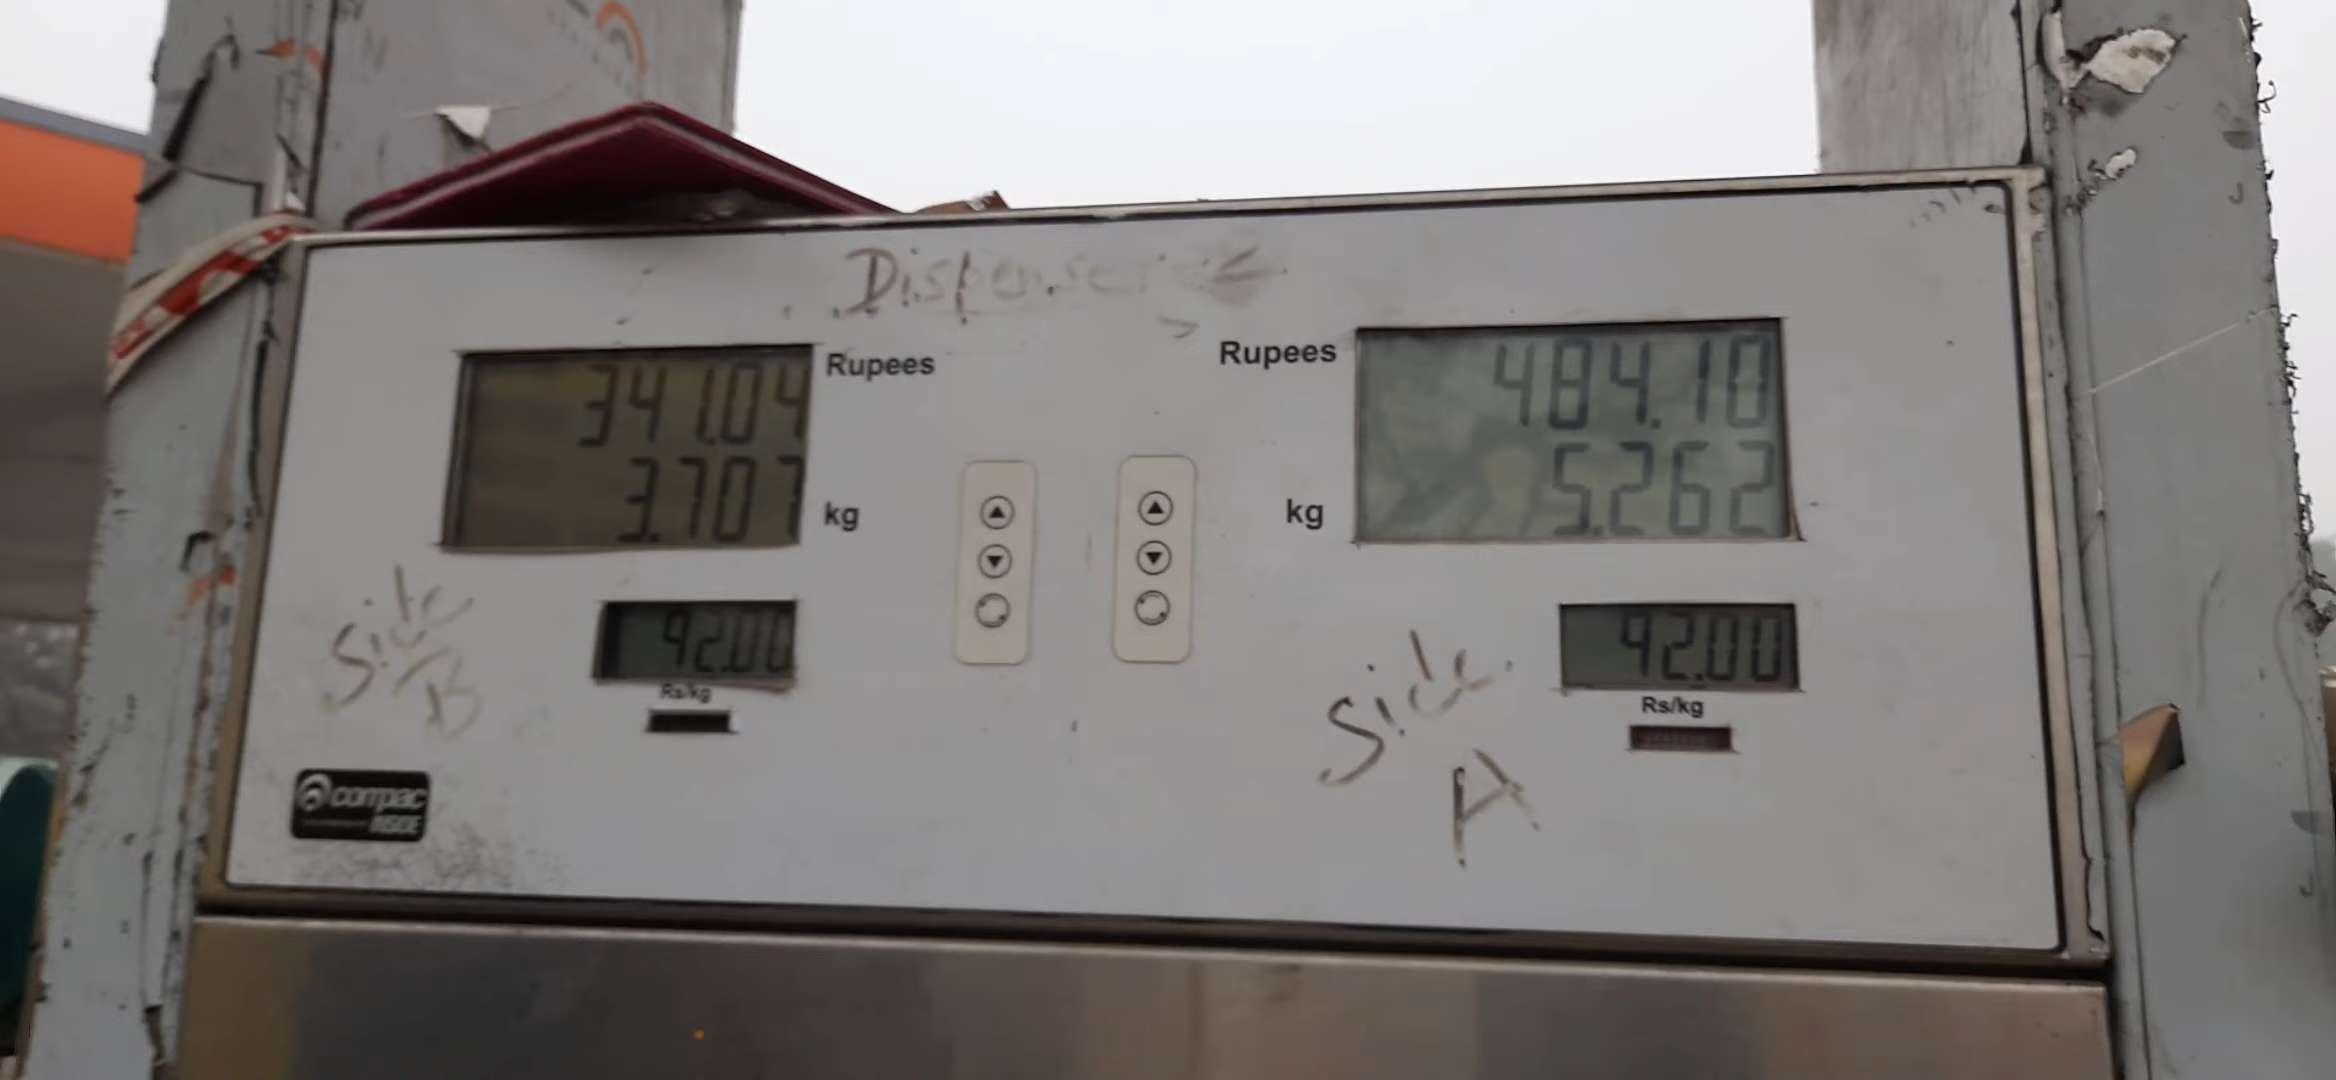 Dispenser
Rupees
341.04
3.707
kg
92.00
Rs/kg
Side
B
compac
INSIDE
Rupees
484.10
5.262
kg
92.00
Rs/kg
Side
A